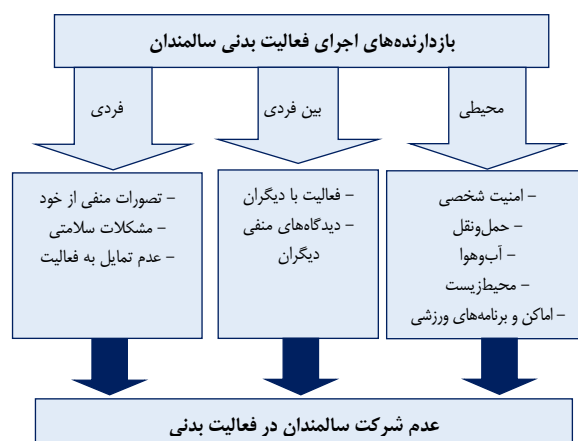 بازدارنده‌های اجرای فعالیت بدنی سالمندان
محیطی
بین فردی
فردی
– امنیت شخصی
– حمل‌ونقل
– آب‌وهوا
– محیط‌زیست
– اماکن و برنامه‌های ورزشی
– فعالیت با دیگران
– دیدگاه‌های منفی
دیگران
– تصورات منفی از خود
– مشکلات سلامتی
– عدم تمایل به فعالیت
عدم شرکت سالمندان در فعالیت بدنی